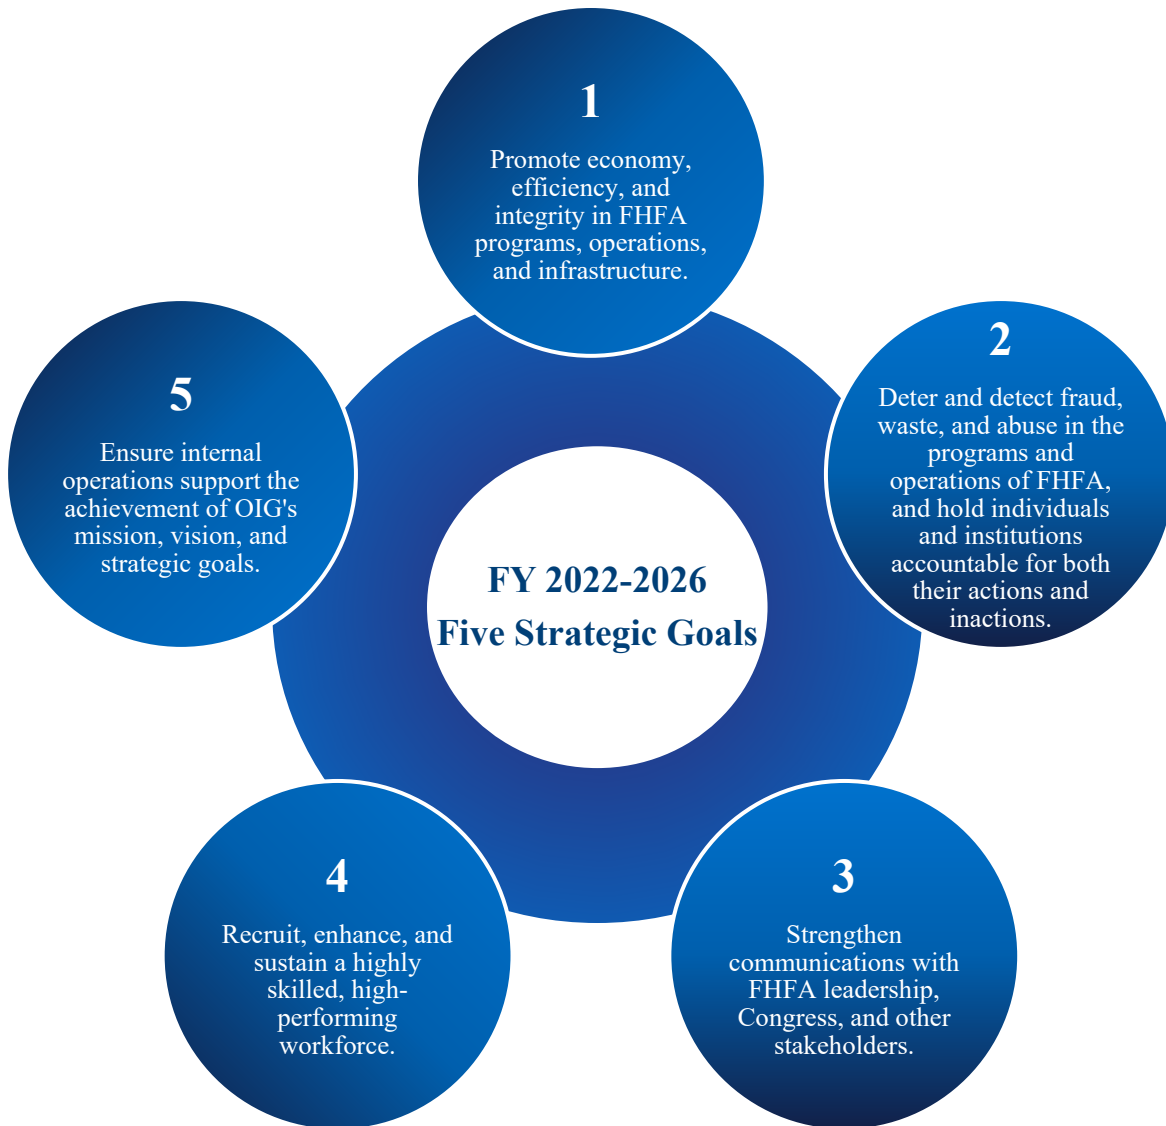 1
Promote economy,
efficiency, and
integrity in FHFA
programs, operations,
and infrastructure.
2
Deter and detect fraud,
waste, and abuse in the
programs and
operations of FHFA,
and hold individuals
and institutions
accountable for both
their actions and
inactions.
3
Strengthen
communications with
FHFA leadership,
Congress, and other
stakeholders.
4
Recruit, enhance, and
sustain a highly
skilled, high-
performing
workforce.
5
Ensure internal
operations support the
achievement of OIG's
mission, vision, and
strategic goals.
FY 2022-2026
Five Strategic Goals